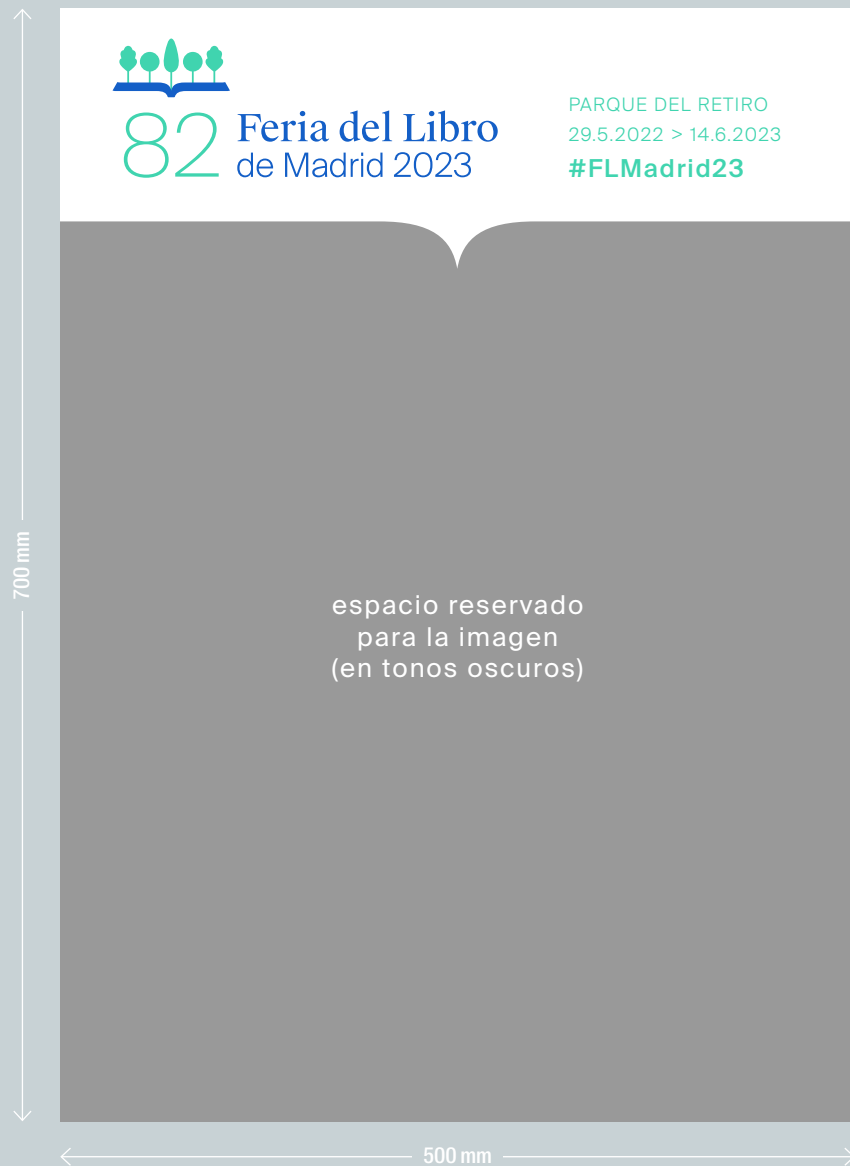 82 Feria del Libro
de Madrid 2023
PARQUE DEL RETIRO
29.5.2022 > 14.6.2023
#FLMadrid23
700 mm
espacio reservado
para la imagen
(en tonos oscuros)
500 mm